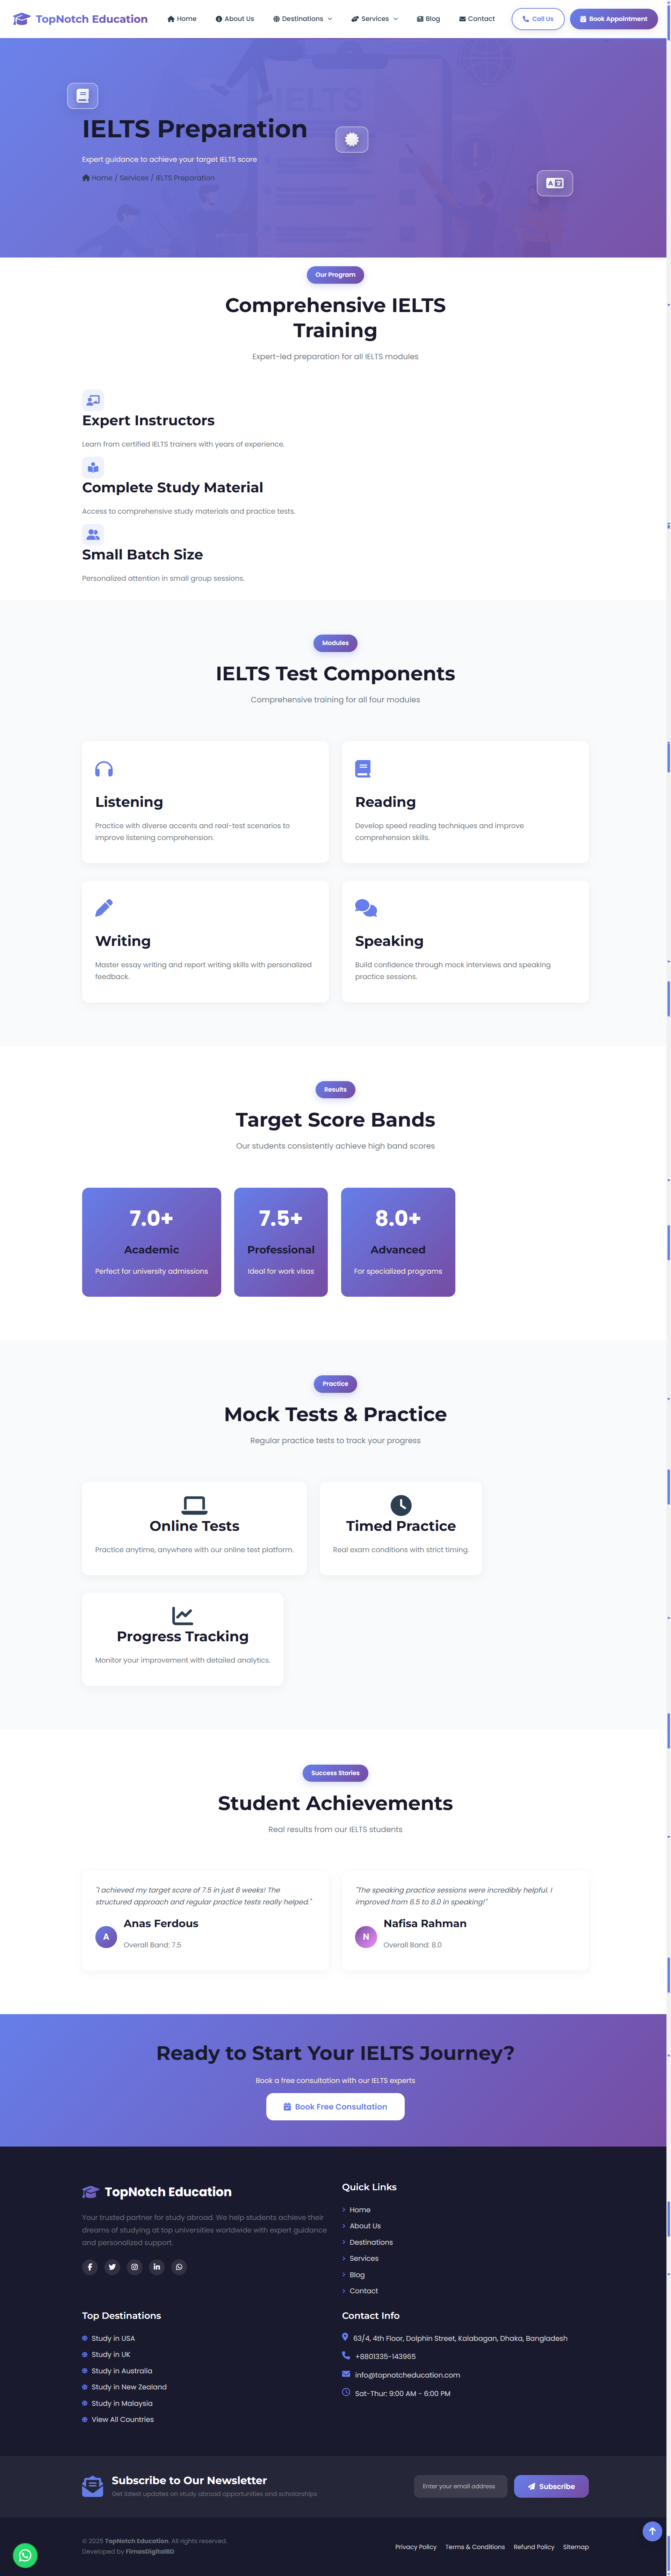 TopNotch Education
Home
About Us
Destinations
Services
Blog
Contact
Call Us
Book Appointment
IELTS
IELTS Preparation
Expert guidance to achieve your target IELTS score
Home / Services / IELTS Preparation
Our Program
Comprehensive IELTS
Training
Expert-led preparation for all IELTS modules
Expert Instructors
Learn from certified IELTS trainers with years of experience.
Complete Study Material
Access to comprehensive study materials and practice tests.
Small Batch Size
Personalized attention in small group sessions.
Modules
IELTS Test Components
Comprehensive training for all four modules
Listening
Practice with diverse accents and real-test scenarios to
improve listening comprehension.
Reading
Develop speed reading techniques and improve
comprehension skills.
Writing
Master essay writing and report writing skills with personalized
feedback.
Speaking
Build confidence through mock interviews and speaking
practice sessions.
Results
Target Score Bands
Our students consistently achieve high band scores
7.0+
Academic
Perfect for university admissions
7.5+
Professional
Ideal for work visas
8.0+
Advanced
For specialized programs
Practice
Mock Tests & Practice
Regular practice tests to track your progress
Online Tests
Practice anytime, anywhere with our online test platform.
Timed Practice
Real exam conditions with strict timing.
Progress Tracking
Monitor your improvement with detailed analytics.
Success Stories
Student Achievements
Real results from our IELTS students
"I achieved my target score of 7.5 in just 6 weeks! The
structured approach and regular practice tests really helped."
A
Anas Ferdous
Overall Band: 7.5
"The speaking practice sessions were incredibly helpful. I
improved from 6.5 to 8.0 in speaking!"
N
Nafisa Rahman
Overall Band: 8.0
Ready to Start Your IELTS Journey?
Book a free consultation with our IELTS experts
Book Free Consultation
TopNotch Education
Your trusted partner for study abroad. We help students achieve their
dreams of studying at top universities worldwide with expert guidance
and personalized support.
Quick Links
Home
About Us
Destinations
Services
Blog
Contact
Top Destinations
Study in USA
Study in UK
Study in Australia
Study in New Zealand
Study in Malaysia
View All Countries
Contact Info
63/4, 4th Floor, Dolphin Street, Kalabagan, Dhaka, Bangladesh
+8801335-143965
info@topnotcheducation.com
Sat-Thur: 9:00 AM - 6:00 PM
Subscribe to Our Newsletter
Get latest updates on study abroad opportunities and scholarships
Enter your email address
Subscribe
© 2025 TopNotch Education. All rights reserved.
Developed by FirnasDigitalBD
Privacy Policy
Terms & Conditions
Refund Policy
Sitemap